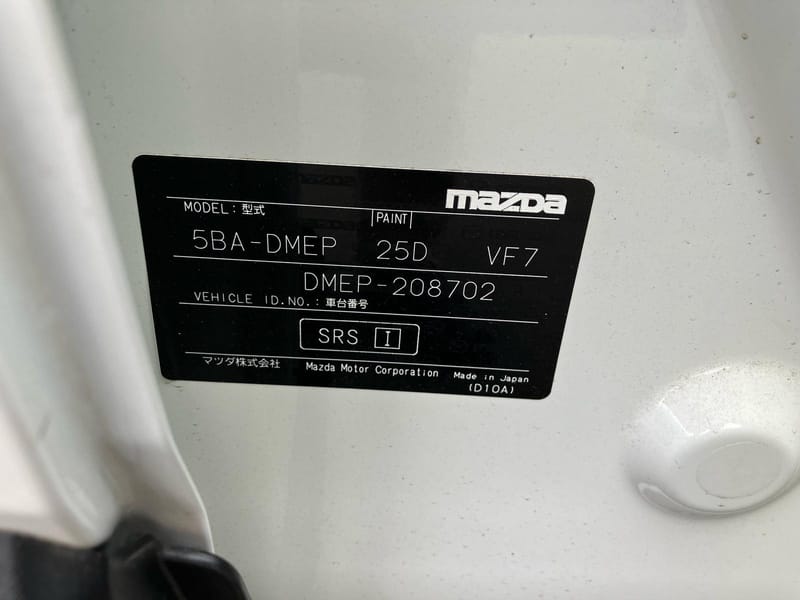 mazda
MODEL : 型式 PAINT
5BA-DMEP 25D VF7
DMEP-208702
VEHICLE ID.NO. : 車台番号
SRS I
マツダ株式会社 Mazda Motor Corporation Made in Japan
(D10A)